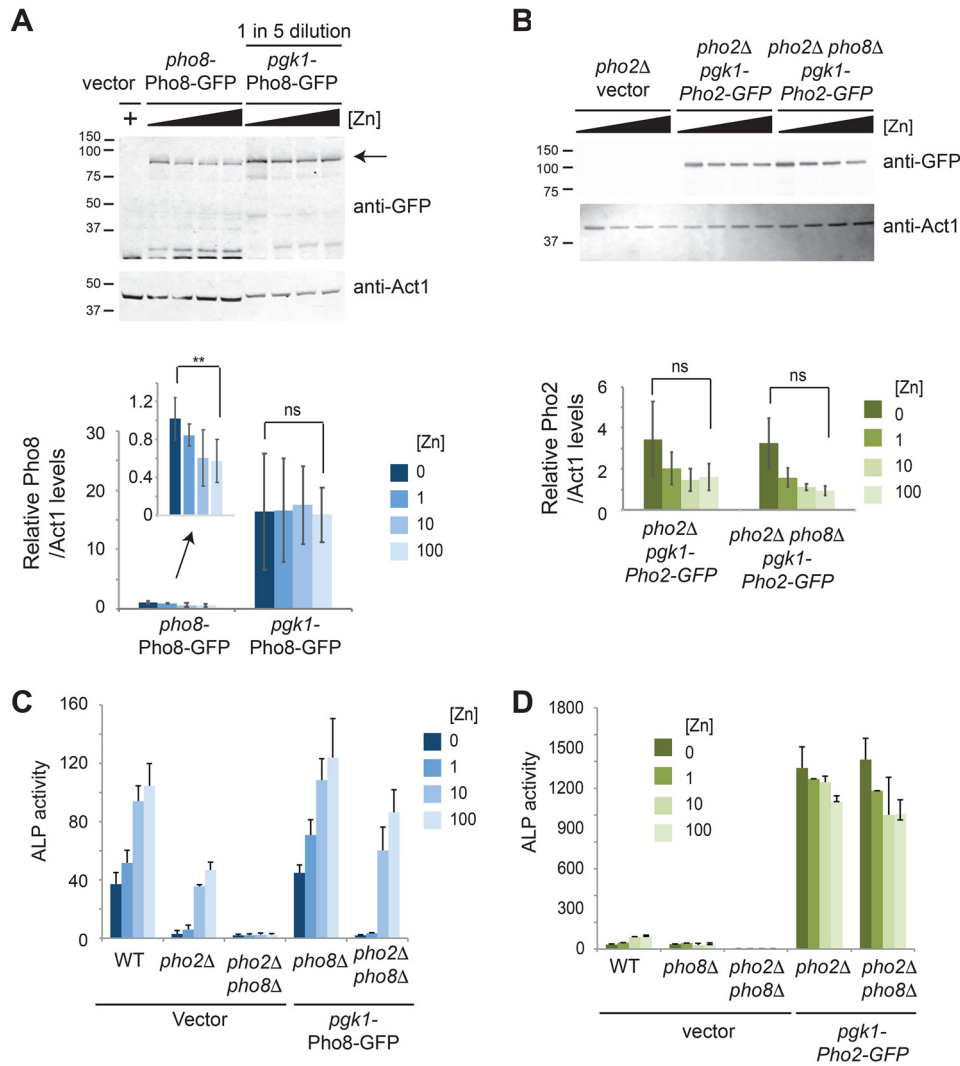 A
1 in 5 dilution
vector
pho8-
Pho8-GFP
pgk1-
Pho8-GFP
+
[Zn]
150
100
75
50
37
anti-GFP
50
37
anti-Act1
B
pho2Δ
vector
pho2Δ
pgk1-
Pho2-GFP
pho2Δ pho8Δ
pgk1-
Pho2-GFP
[Zn]
150
100
75
anti-GFP
37
anti-Act1
Relative Pho8
/Act1 levels
30
20
10
0
1.2
0.8
0.4
0
**
ns
[Zn]
0
1
10
100
pho8-
Pho8-GFP
pgk1-
Pho8-GFP
Relative Pho2
/Act1 levels
6
4
2
0
ns
ns
[Zn]
0
1
10
100
pho2Δ
pgk1-
Pho2-GFP
pho2Δ pho8Δ
pgk1-
Pho2-GFP
C
ALP activity
160
120
80
40
0
[Zn]
0
1
10
100
WT
pho2Δ
pho2Δ
pho8Δ
pho8Δ
pho2Δ
pho8Δ
Vector
pgk1-
Pho8-GFP
D
ALP activity
1800
1500
1200
900
600
300
0
[Zn]
0
1
10
100
WT
pho8Δ
pho2Δ
pho8Δ
pho2Δ
pho2Δ
pho8Δ
vector
pgk1-
Pho2-GFP